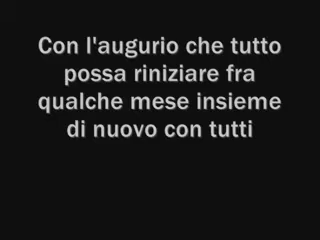 Con l'augurio che tutto
possa riniziare fra
qualche mese insieme
di nuovo con tutti